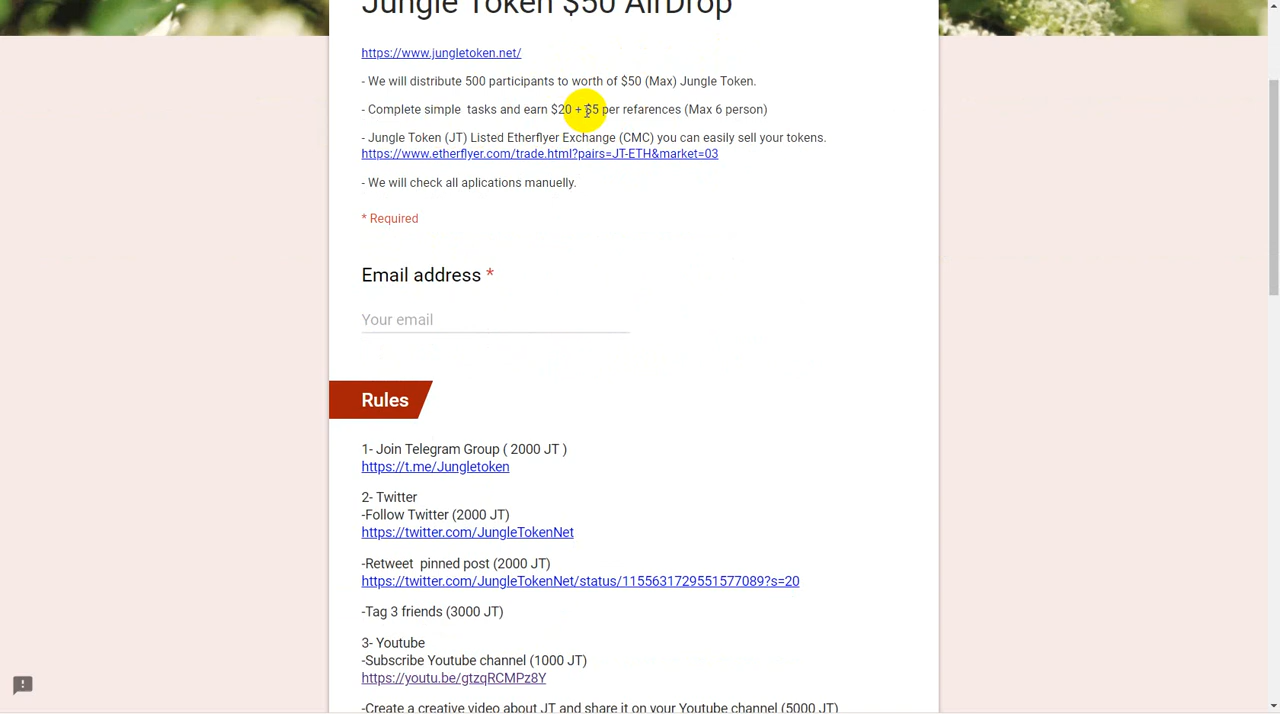 Jungle Token $50 AirDrop
https://www.jungletoken.net/
- We will distribute 500 participants to worth of $50 (Max) Jungle Token.
- Complete simple  tasks and earn $20 + $5 per refarences (Max 6 person)
- Jungle Token (JT) Listed Etherflyer Exchange (CMC) you can easily sell your tokens.
https://www.etherflyer.com/trade.html?pairs=JT-ETH&market=03
- We will check all aplications manuelly.
* Required
Email address *
Your email
Rules
1- Join Telegram Group ( 2000 JT )
https://t.me/Jungletoken
2- Twitter
-Follow Twitter (2000 JT)
https://twitter.com/JungleTokenNet
-Retweet  pinned post (2000 JT)
https://twitter.com/JungleTokenNet/status/1155631729551577089?s=20
-Tag 3 friends (3000 JT)
3- Youtube
-Subscribe Youtube channel (1000 JT)
https://youtu.be/gtzqRCMPz8Y
-Create a creative video about JT and share it on your Youtube channel (5000 JT)